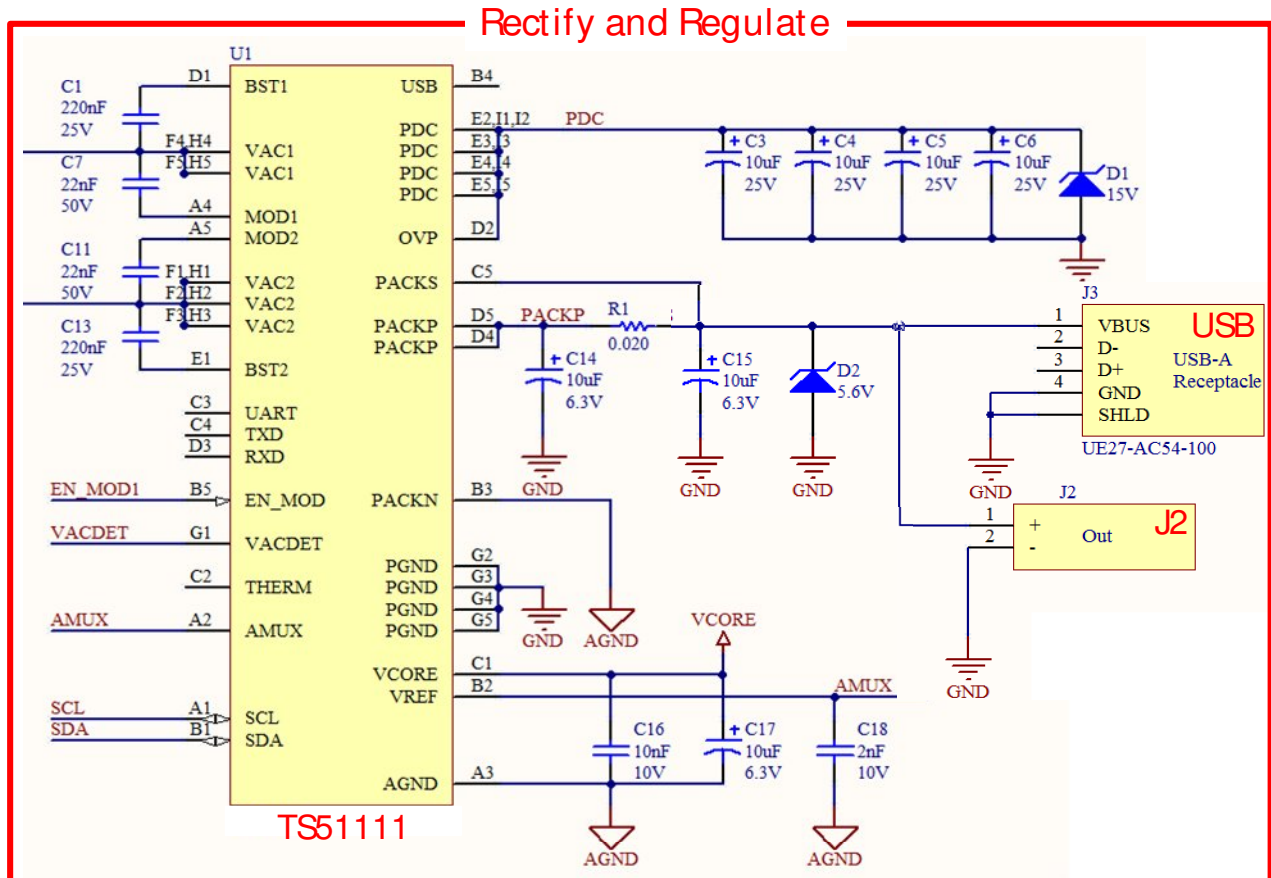 Rectify and Regulate
U1
C1
220nF
25V
C7
22nF
50V
C11
22nF
50V
C13
220nF
25V
D1
F4,H4
F5,H5
A4
A5
F1,H1
F2,H2
F3,H3
E1
C3
C4
D3
EN_MOD1
B5
VACDET
G1
C2
AMUX
A2
SCL
A1
SDA
B1
BST1
VAC1
VAC1
MOD1
MOD2
VAC2
VAC2
VAC2
BST2
UART
TXD
RXD
EN_MOD
VACDET
THERM
AMUX
SCL
SDA
USB
PDC
PDC
PDC
PDC
OVP
PACKS
PACKP
PACKP
PACKN
PGND
PGND
PGND
PGND
VCORE
VREF
AGND
TS51111
B4
E2,I1,I2
E3,I3
E4,I4
E5,I5
D2
C5
D5
D4
B3
G2
G3
G4
G5
C1
B2
A3
PDC
+ C3
10uF
25V
+ C4
10uF
25V
+ C5
10uF
25V
+ C6
10uF
25V
D1
15V
GND
PACKP
R1
0.020
+ C14
10uF
6.3V
GND
+ C15
10uF
6.3V
GND
D2
5.6V
GND
J3
1
2
3
4
VBUS
D-
D+
GND
SHLD
USB
USB-A
Receptacle
UE27-AC54-100
GND
J2
1
2
+
-
Out
J2
GND
GND
AGND
VCORE
AMUX
C16
10nF
10V
+ C17
10uF
6.3V
C18
2nF
10V
AGND
AGND